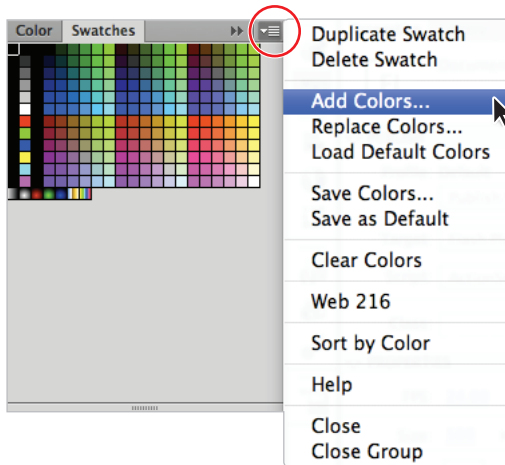 Color Swatches
Duplicate Swatch
Delete Swatch
Add Colors...
Replace Colors...
Load Default Colors
Save Colors...
Save as Default
Clear Colors
Web 216
Sort by Color
Help
Close
Close Group